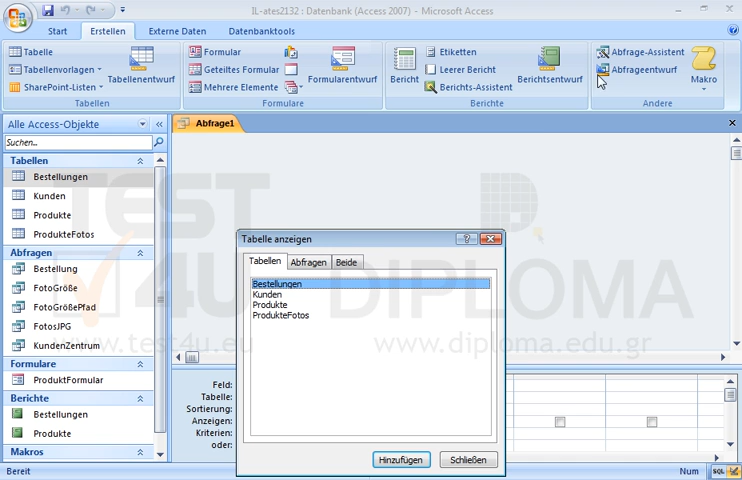 IL-ates2132 : Datenbank (Access 2007) - Microsoft Access
Start Erstellen Externe Daten Datenbanktools
Tabelle
Tabellenvorlagen
SharePoint-Listen
Tabellenentwurf
Tabellen
Formular
Geteiltes Formular
Mehrere Elemente
Formularentwurf
Formulare
Bericht
Etiketten
Leerer Bericht
Berichts-Assistent
Berichtsentwurf
Berichte
Abfrage-Assistent
Abfrageentwurf
Makro
Andere
Alle Access-Objekte
Suchen...
Tabellen
Bestellungen
Kunden
Produkte
ProdukteFotos
Abfragen
Bestellung
FotoGröße
FotoGrößePfad
FotosJPG
KundenZentrum
Formulare
ProduktFormular
Berichte
Bestellungen
Produkte
Makros
Abfrage1
Tabelle anzeigen
Tabellen Abfragen Beide
Bestellungen
Kunden
Produkte
ProdukteFotos
Hinzufügen Schließen
Feld:
Tabelle:
Sortierung:
Anzeigen:
Kriterien:
oder:
Bereit
Num
SQL
TEST
4U
www.test4u.eu
DIPLOMA
www.diploma.edu.gr